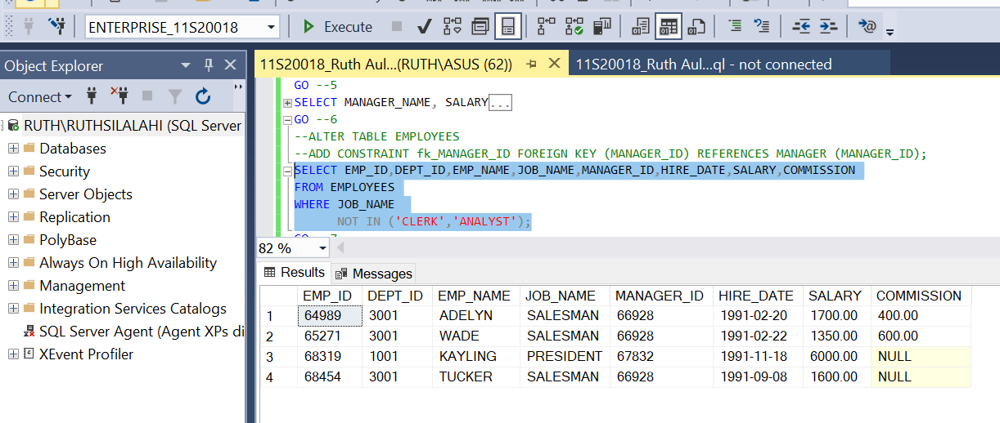 ENTERPRISE_11S20018
Execute
Object Explorer
Connect
RUTH\RUTHSILALAHI (SQL Server
Databases
Security
Server Objects
Replication
PolyBase
Always On High Availability
Management
Integration Services Catalogs
SQL Server Agent (Agent XPs di
XEvent Profiler
11S20018_Ruth Aul...(RUTH\ASUS (62))
11S20018_Ruth Aul...ql - not connected
GO --5
SELECT MANAGER_NAME, SALARY...
GO --6
--ALTER TABLE EMPLOYEES
--ADD CONSTRAINT fk_MANAGER_ID FOREIGN KEY (MANAGER_ID) REFERENCES MANAGER (MANAGER_ID);
SELECT EMP_ID,DEPT_ID,EMP_NAME,JOB_NAME,MANAGER_ID,HIRE_DATE,SALARY,COMMISSION
FROM EMPLOYEES
WHERE JOB_NAME
NOT IN ('CLERK','ANALYST');
82 %
Results Messages
EMP_ID DEPT_ID EMP_NAME JOB_NAME MANAGER_ID HIRE_DATE SALARY COMMISSION
1 64989 3001 ADELYN SALESMAN 66928 1991-02-20 1700.00 400.00
2 65271 3001 WADE SALESMAN 66928 1991-02-22 1350.00 600.00
3 68319 1001 KAYLING PRESIDENT 67832 1991-11-18 6000.00 NULL
4 68454 3001 TUCKER SALESMAN 66928 1991-09-08 1600.00 NULL